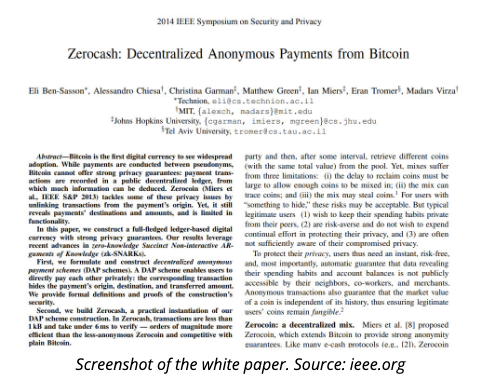 2014 IEEE Symposium on Security and Privacy
Zerocash: Decentralized Anonymous Payments from Bitcoin
Eli Ben-Sasson*, Alessandro Chiesa†, Christina Garman‡, Matthew Green‡, Ian Miers‡, Eran Tromer§, Madars Virza†
*Technion, eli@cs.technion.ac.il
†MIT, {alexch, madars}@mit.edu
‡Johns Hopkins University, {cgarman, imiers, mgreen}@cs.jhu.edu
§Tel Aviv University, tromer@cs.tau.ac.il
Abstract—Bitcoin is the first digital currency to see widespread
adoption. While payments are conducted between pseudonyms,
Bitcoin cannot offer strong privacy guarantees: payment trans-
actions are recorded in a public decentralized ledger, from
which much information can be deduced. Zerocoin (Miers et
al., IEEE S&P 2013) tackles some of these privacy issues by
unlinking transactions from the payment's origin. Yet, it still
reveals payments' destinations and amounts, and is limited in
functionality.
In this paper, we construct a full-fledged ledger-based digital
currency with strong privacy guarantees. Our results leverage
recent advances in zero-knowledge Succinct Non-interactive AR-
guments of Knowledge (zk-SNARKs).
First, we formulate and construct decentralized anonymous
payment schemes (DAP schemes). A DAP scheme enables users to
directly pay each other privately: the corresponding transaction
hides the payment's origin, destination, and transferred amount.
We provide formal definitions and proofs of the construction's
security.
Second, we build Zerocash, a practical instantiation of our
DAP scheme construction. In Zerocash, transactions are less than
1 kB and take under 6 ms to verify — orders of magnitude more
efficient than the less-anonymous Zerocoin and competitive with
plain Bitcoin.
party and then, after some interval, retrieve different coins
(with the same total value) from the pool. Yet, mixes suffer
from three limitations: (i) the delay to reclaim coins must be
large to allow enough coins to be mixed in; (ii) the mix can
trace coins; and (iii) the mix may steal coins.1 For users with
"something to hide," these risks may be acceptable. But typical
legitimate users (1) wish to keep their spending habits private
from their peers, (2) are risk-averse and do not wish to expend
continual effort in protecting their privacy, and (3) are often
not sufficiently aware of their compromised privacy.
To protect their privacy, users thus need an instant, risk-free,
and, most importantly, automatic guarantee that data revealing
their spending habits and account balances is not publicly
accessible by their neighbors, co-workers, and merchants.
Anonymous transactions also guarantee that the market value
of a coin is independent of its history, thus ensuring legitimate
users' coins remain fungible.2
Zerocoin: a decentralized mix. Miers et al. [8] proposed
Zerocoin, which extends Bitcoin to provide strong anonymity
guarantees. Like many e-cash protocols (e.g., [2]), Zerocoin
Screenshot of the white paper. Source: ieee.org